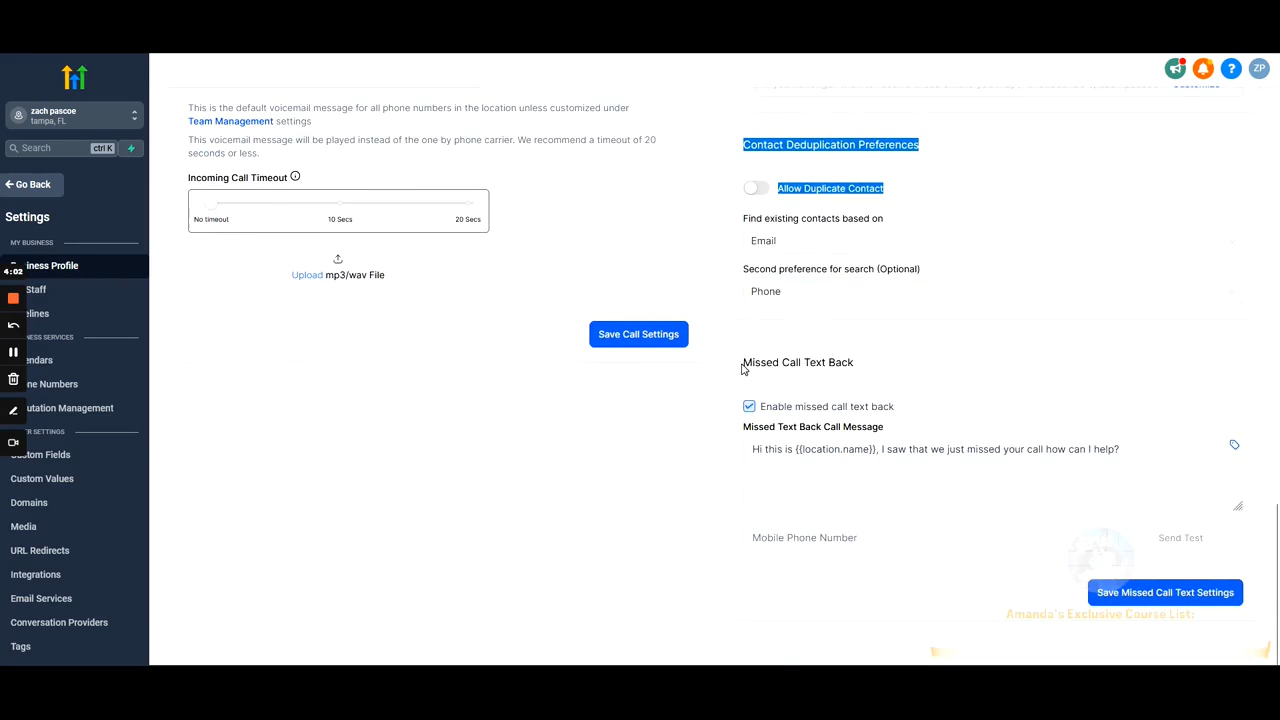 zach pascoe
tampa, FL
Search
ctrl K
Go Back
Settings
MY BUSINESS
iness Profile
4:02
Staff
elines
NESS SERVICES
endars
ne Numbers
utation Management
ER SETTINGS
ustom Fields
Custom Values
Domains
Media
URL Redirects
Integrations
Email Services
Conversation Providers
Tags
This is the default voicemail message for all phone numbers in the location unless customized under
Team Management settings
This voicemail message will be played instead of the one by phone carrier. We recommend a timeout of 20
seconds or less.
Incoming Call Timeout
No timeout
10 Secs
20 Secs
Upload mp3/wav File
Save Call Settings
ZP
Contact Deduplication Preferences
Allow Duplicate Contact
Find existing contacts based on
Email
Second preference for search (Optional)
Phone
Missed Call Text Back
Enable missed call text back
Missed Text Back Call Message
Hi this is {{location.name}}, I saw that we just missed your call how can I help?
Mobile Phone Number
Send Test
Save Missed Call Text Settings
Amanda's Exclusive Course List: